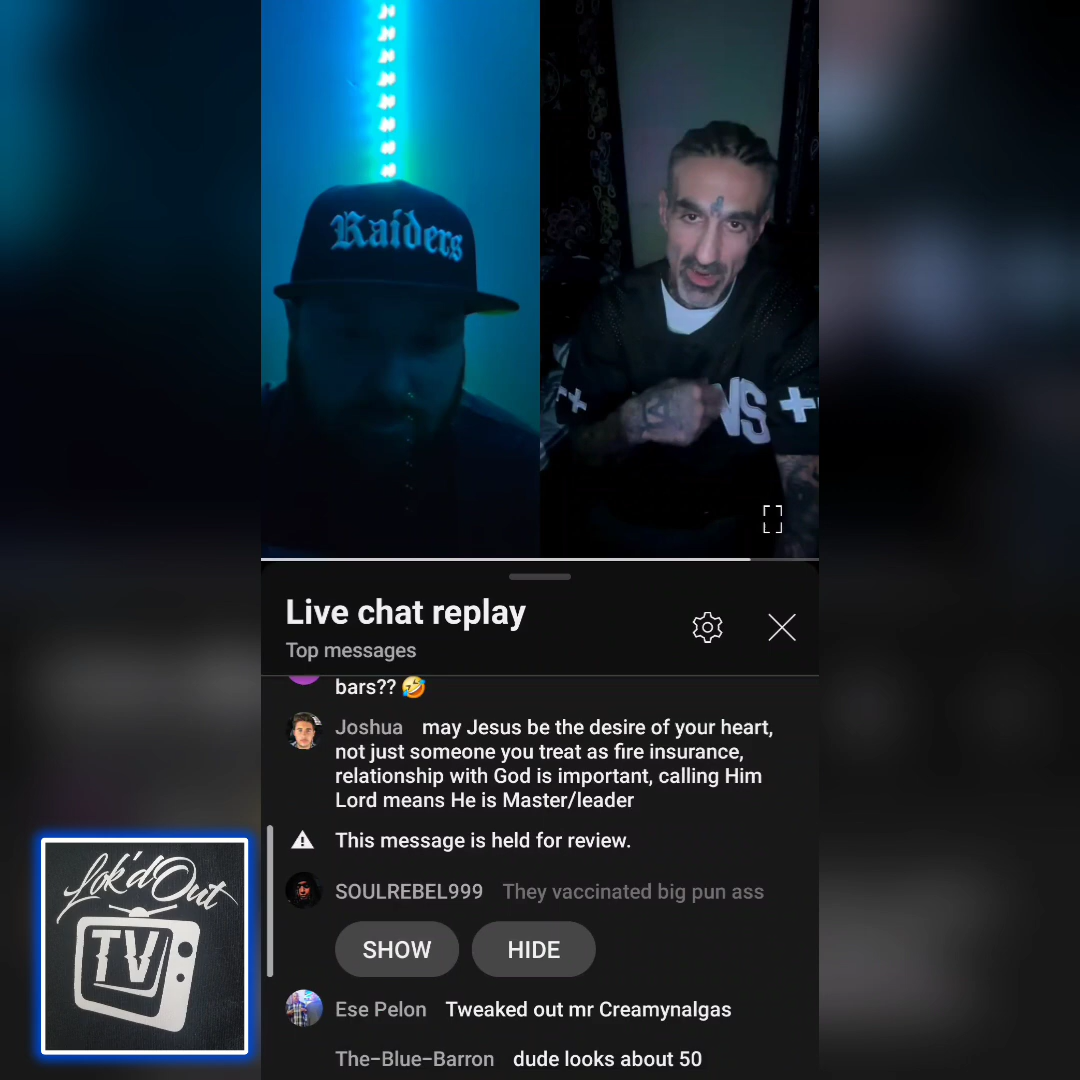 Raiders
NS
Live chat replay
Top messages
bars?? 🤣
Joshua may Jesus be the desire of your heart,
not just someone you treat as fire insurance,
relationship with God is important, calling Him
Lord means He is Master/leader
This message is held for review.
SOULREBEL999 They vaccinated big pun ass
SHOW HIDE
Ese Pelon Tweaked out mr Creamynalgas
The-Blue-Barron dude looks about 50
Lok'dOut
TV